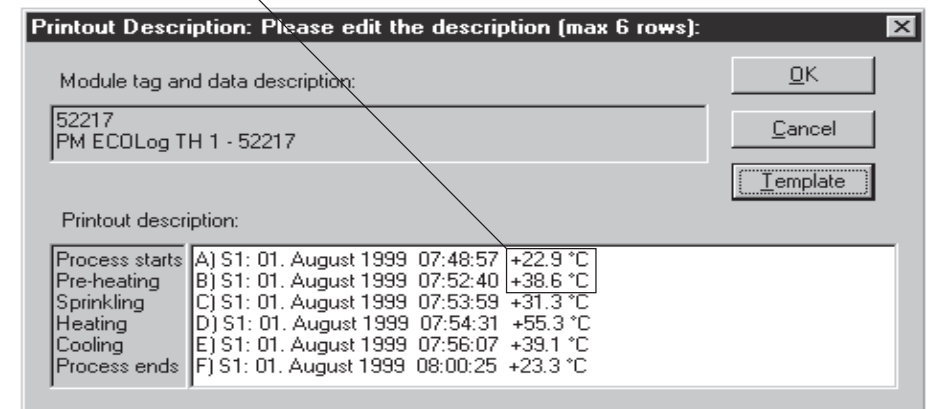 Printout Description: Please edit the description (max 6 rows):
Module tag and data description:
OK
52217
PM ECOLog TH 1 - 52217
Cancel
Template
Printout description:
Process starts A) S1: 01. August 1999 07:48:57 +22.9 °C
Pre-heating B) S1: 01. August 1999 07:52:40 +38.6 °C
Sprinkling C) S1: 01. August 1999 07:53:59 +31.3 °C
Heating D) S1: 01. August 1999 07:54:31 +55.3 °C
Cooling E) S1: 01. August 1999 07:56:07 +39.1 °C
Process ends F) S1: 01. August 1999 08:00:25 +23.3 °C